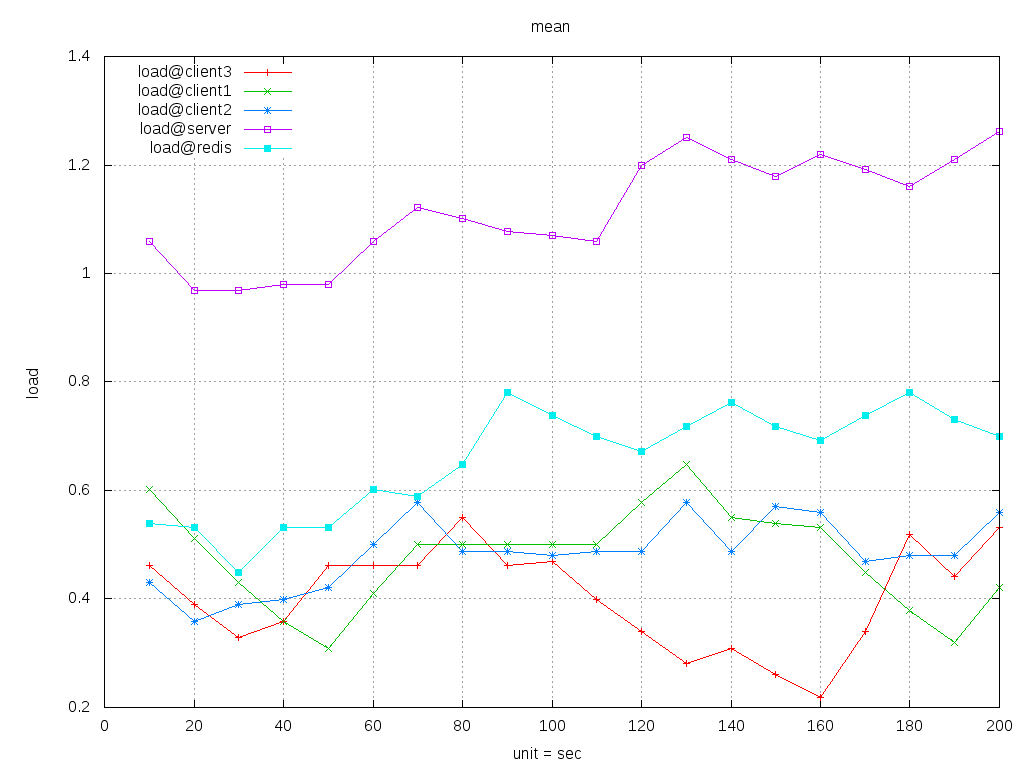 mean
1.4
1.2
1
0.8
0.6
0.4
0.2
load
load@client3
load@client1
load@client2
load@server
load@redis
0 20 40 60 80 100 120 140 160 180 200
unit = sec